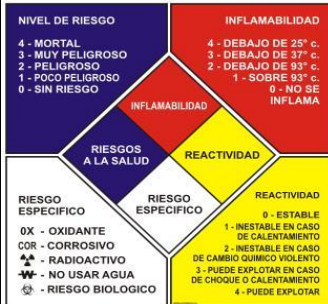 NIVEL DE RIESGO
4 - MORTAL
3 - MUY PELIGROSO
2 - PELIGROSO
1 - POCO PELIGROSO
0 - SIN RIESGO
INFLAMABILIDAD
4 - DEBAJO DE 25° c.
3 - DEBAJO DE 37° c.
2 - DEBAJO DE 93° c.
1 - SOBRE 93° c.
0 - NO SE
INFLAMA
INFLAMABILIDAD
RIESGOS
A LA SALUD
REACTIVIDAD
RIESGO
ESPECIFICO
RIESGO
ESPECIFICO
OX - OXIDANTE
COR - CORROSIVO
- RADIOACTIVO
W - NO USAR AGUA
- RIESGO BIOLOGICO
REACTIVIDAD
0 - ESTABLE
1 - INESTABLE EN CASO
DE CALENTAMIENTO
2 - INESTABLE EN CASO
DE CAMBIO QUIMICO VIOLENTO
3 - PUEDE EXPLOTAR EN CASO
DE CHOQUE O CALENTAMIENTO
4 - PUEDE EXPLOTAR